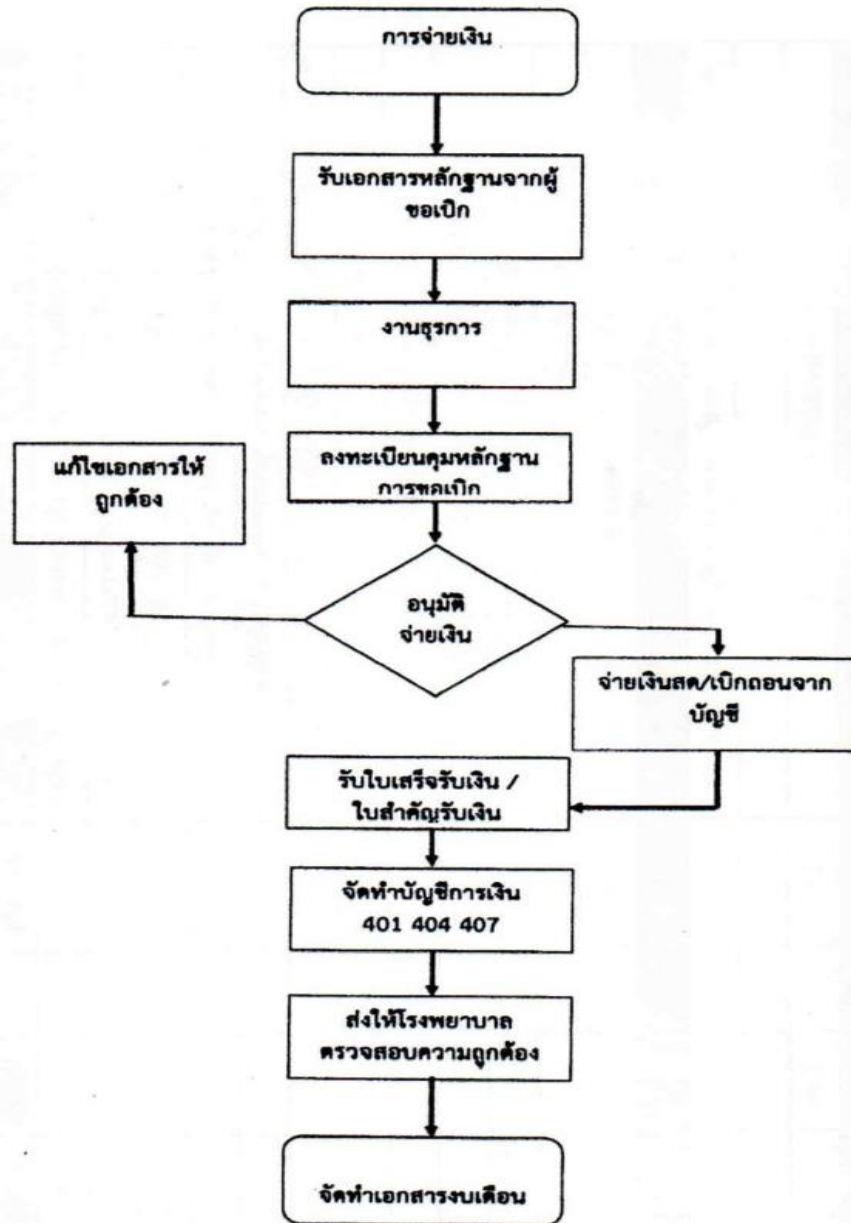 การจ่ายเงิน
รับเอกสารหลักฐานจากผู้
ขอเบิก
งานธุรการ
ลงทะเบียนคุมหลักฐาน
การขอเบิก
แก้ไขเอกสารให้
ถูกต้อง
อนุมัติ
จ่ายเงิน
จ่ายเงินสด/เบิกถอนจาก
บัญชี
รับใบเสร็จรับเงิน /
ใบสำคัญรับเงิน
จัดทำบัญชีการเงิน
401 404 407
ส่งให้โรงพยาบาล
ตรวจสอบความถูกต้อง
จัดทำเอกสารงบเดือน